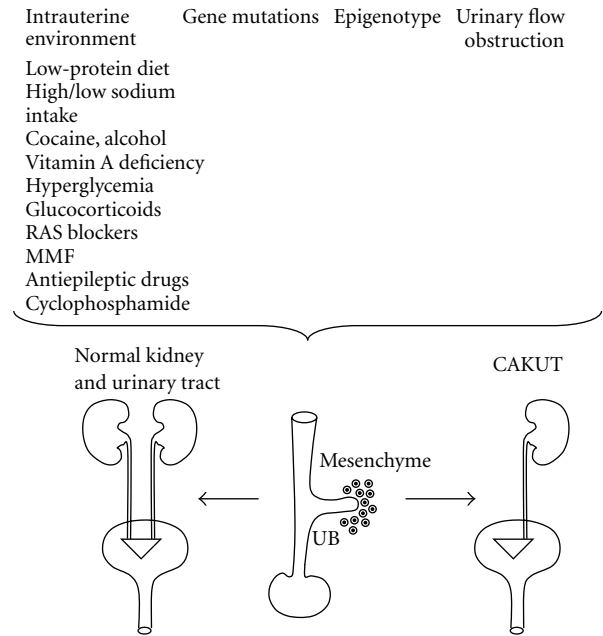 Intrauterine
environment
Gene mutations
Epigenotype
Urinary flow
obstruction
Low-protein diet
High/low sodium
intake
Cocaine, alcohol
Vitamin A deficiency
Hyperglycemia
Glucocorticoids
RAS blockers
MMF
Antiepileptic drugs
Cyclophosphamide
Normal kidney
and urinary tract
CAKUT
Mesenchyme
UB